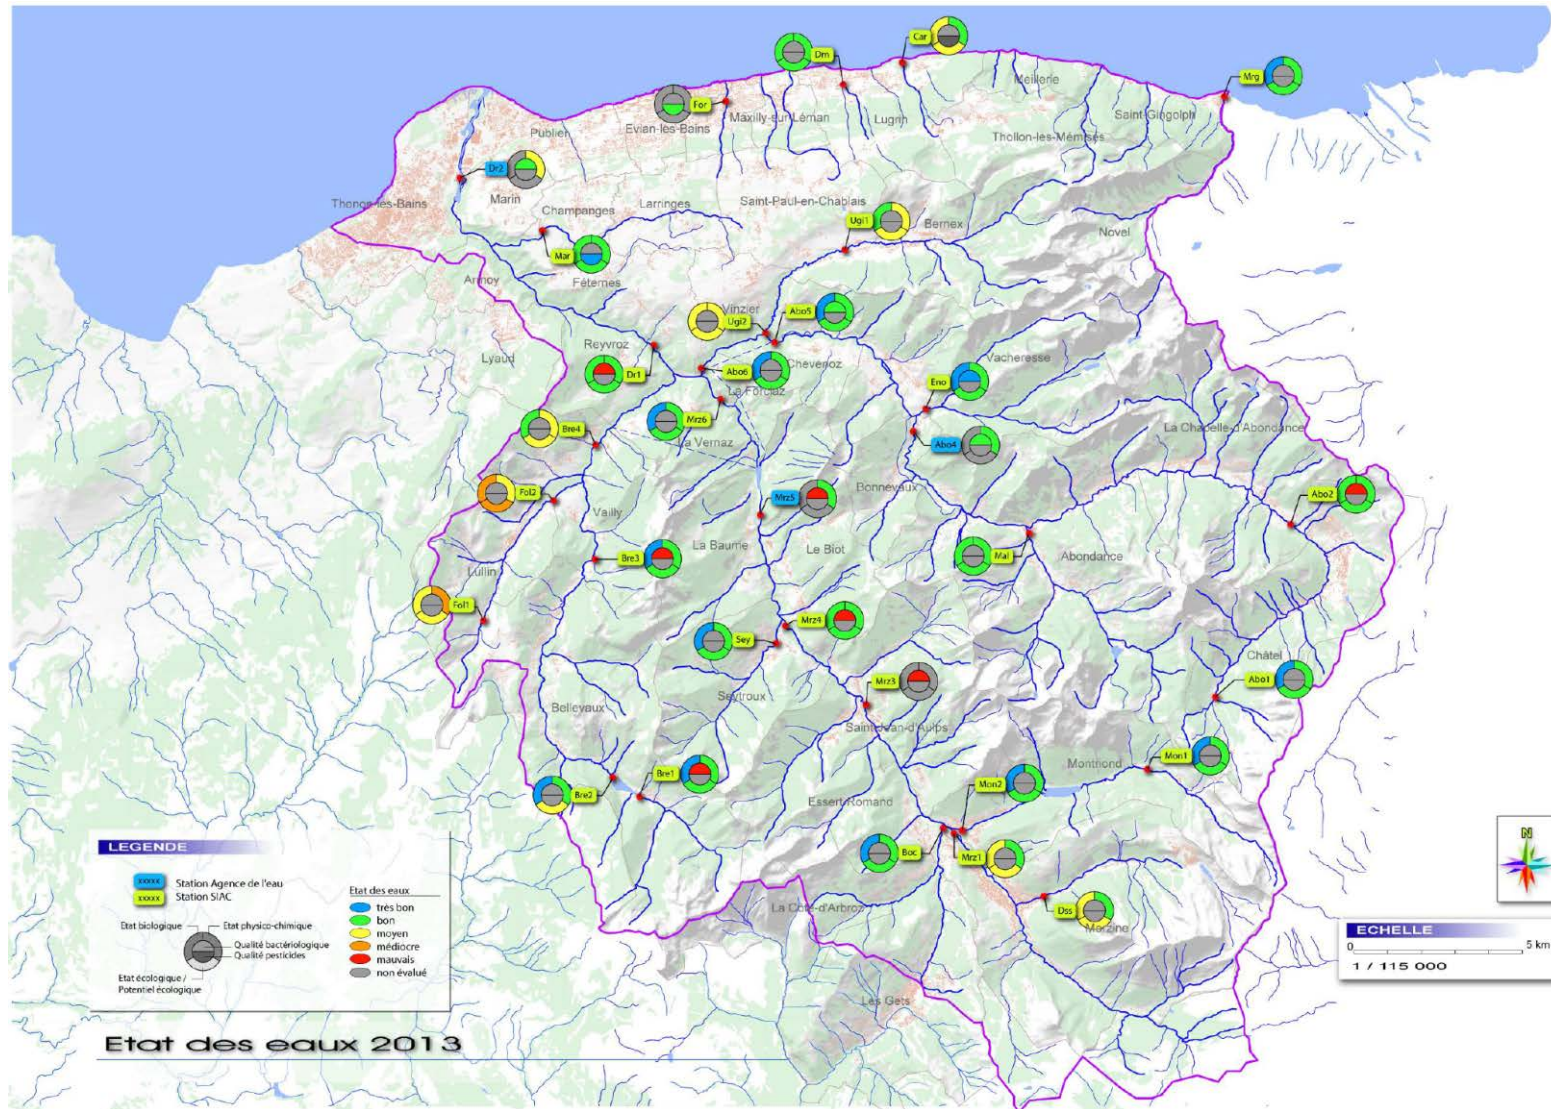 Car
Dm
Mrg
Meillerie
For
Maxilly-sur-Léman
Saint-Gingolph
Lugrin
Publier
Evian-les-Bains
Thollon-les-Mémises
Dr2
Thonon-les-Bains
Marin
Champanges
Larringes
Saint-Paul-en-Chablais
Ugi1
Bernex
Novel
Mar
Armoy
Féternes
Vinzier
Ugi2
Abo5
Lyaud
Reyvroz
Chevenoz
Vacheresse
Dr1
Abo6
Eno
La Forclaz
Mrz6
Bre4
La Vernaz
La Chapelle-d'Abondance
Abo4
Fol2
Bonnevaux
Mrz5
Abo2
Vailly
La Baume
Le Biot
Mal
Abondance
Bre3
Lullin
Fol1
Mrz4
Sey
Châtel
Mrz3
Abo1
Seytroux
Bellevaux
Saint-Jean-d'Aulps
Mon1
Montriond
Bre1
Mon2
Bre2
Essert-Romand
Boc
Mrz1
La Côte-d'Arbroz
Dss
Morzine
Les Gets
LEGENDE
xxxxx Station Agence de l'eau
xxxxx Station SIAC
Etat biologique
Etat physico-chimique
Qualité bactériologique
Qualité pesticides
Etat écologique /
Potentiel écologique
Etat des eaux
très bon
bon
moyen
médiocre
mauvais
non évalué
Etat des eaux 2013
N
ECHELLE
0 5 km
1 / 115 000